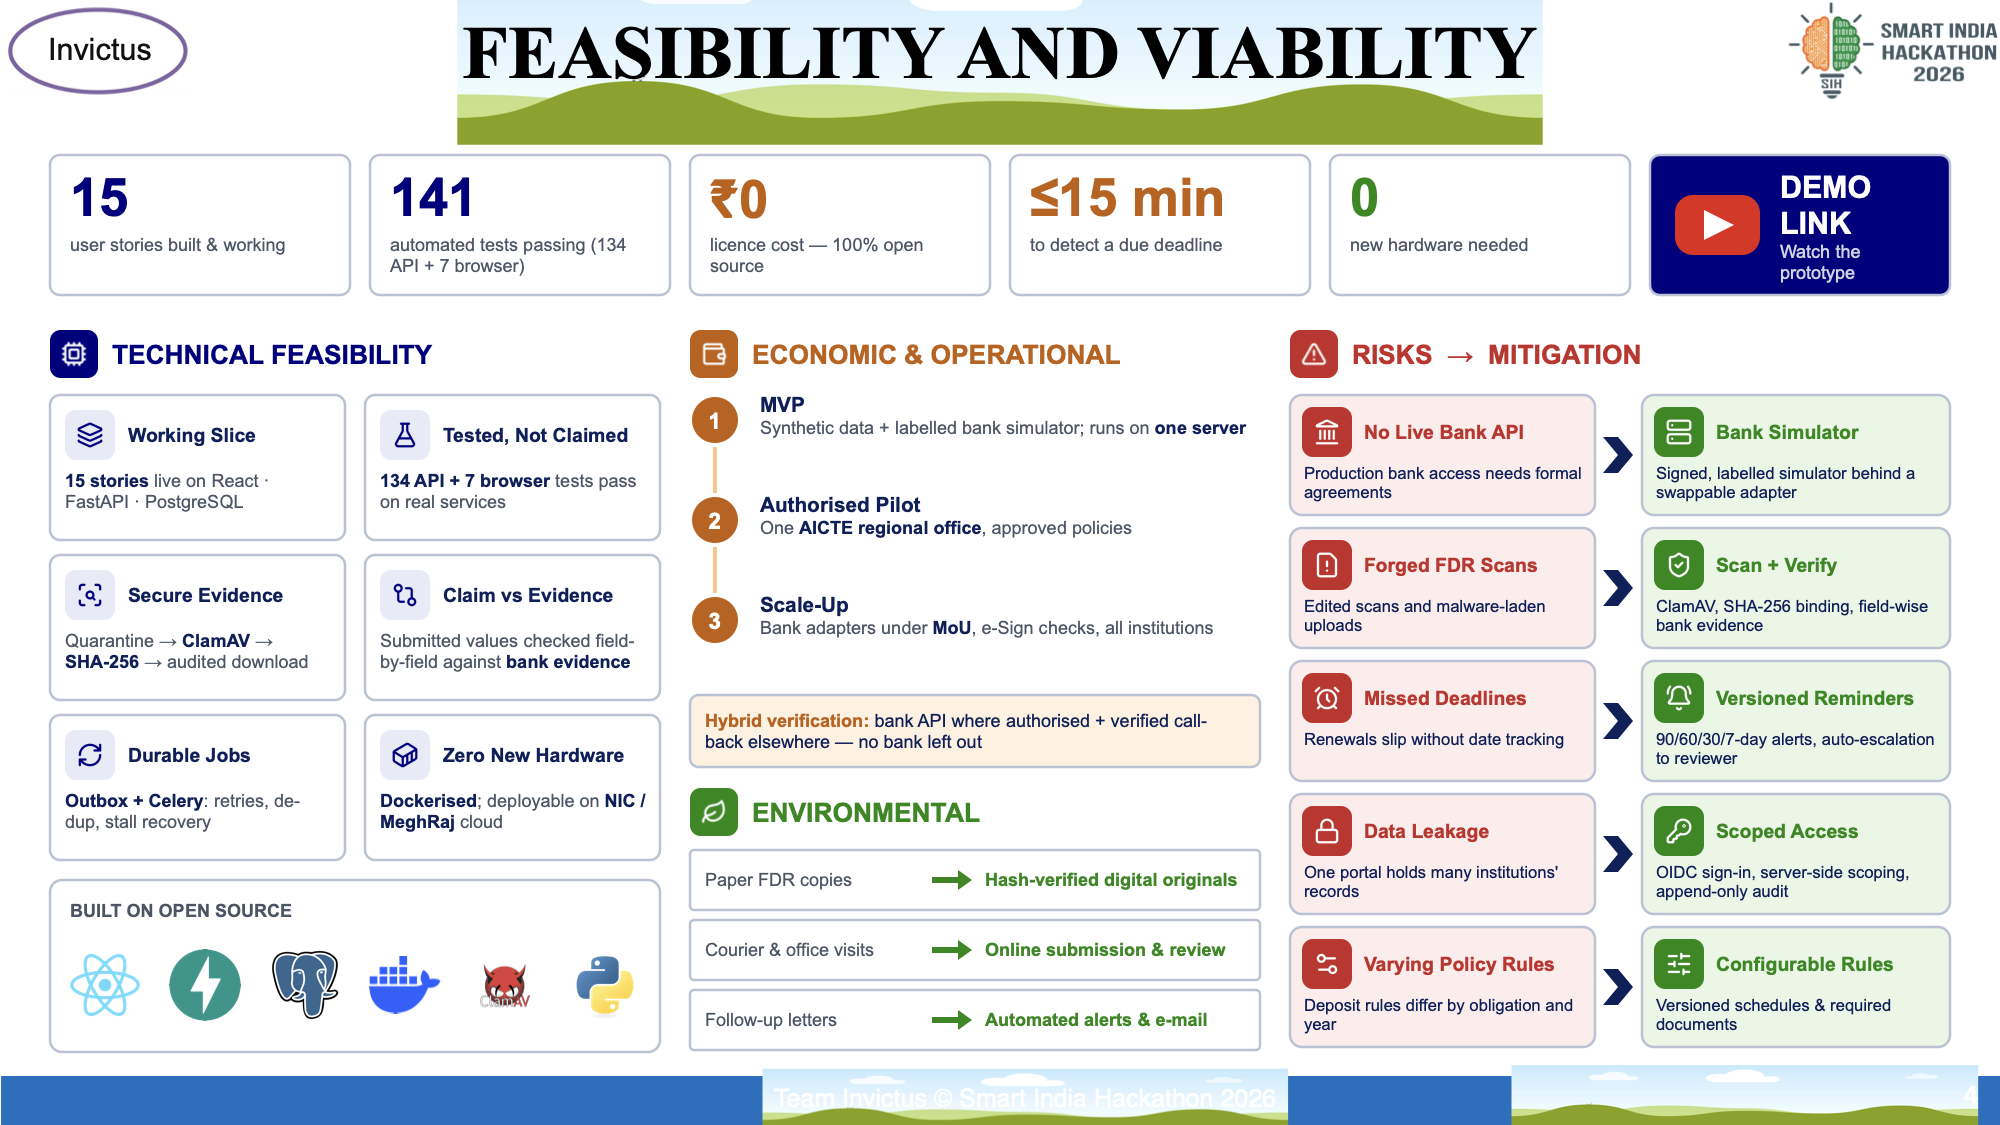 Invictus
FEASIBILITY AND VIABILITY
SMART INDIA
HACKATHON
2026
SIH
15
user stories built & working
141
automated tests passing (134
API + 7 browser)
₹0
licence cost — 100% open
source
≤15 min
to detect a due deadline
0
new hardware needed
DEMO
LINK
Watch the
prototype
TECHNICAL FEASIBILITY
Working Slice
15 stories live on React ·
FastAPI · PostgreSQL
Tested, Not Claimed
134 API + 7 browser tests pass
on real services
Secure Evidence
Quarantine → ClamAV →
SHA-256 → audited download
Claim vs Evidence
Submitted values checked field-
by-field against bank evidence
Durable Jobs
Outbox + Celery: retries, de-
dup, stall recovery
Zero New Hardware
Dockerised; deployable on NIC /
MeghRaj cloud
BUILT ON OPEN SOURCE
ClamAV
ECONOMIC & OPERATIONAL
1
MVP
Synthetic data + labelled bank simulator; runs on one server
2
Authorised Pilot
One AICTE regional office, approved policies
3
Scale-Up
Bank adapters under MoU, e-Sign checks, all institutions
Hybrid verification: bank API where authorised + verified call-
back elsewhere — no bank left out
ENVIRONMENTAL
Paper FDR copies → Hash-verified digital originals
Courier & office visits → Online submission & review
Follow-up letters → Automated alerts & e-mail
RISKS → MITIGATION
No Live Bank API
Production bank access needs formal
agreements
Bank Simulator
Signed, labelled simulator behind a
swappable adapter
Forged FDR Scans
Edited scans and malware-laden
uploads
Scan + Verify
ClamAV, SHA-256 binding, field-wise
bank evidence
Missed Deadlines
Renewals slip without date tracking
Versioned Reminders
90/60/30/7-day alerts, auto-escalation
to reviewer
Data Leakage
One portal holds many institutions'
records
Scoped Access
OIDC sign-in, server-side scoping,
append-only audit
Varying Policy Rules
Deposit rules differ by obligation and
year
Configurable Rules
Versioned schedules & required
documents
Team Invictus © Smart India Hackathon 2026
4